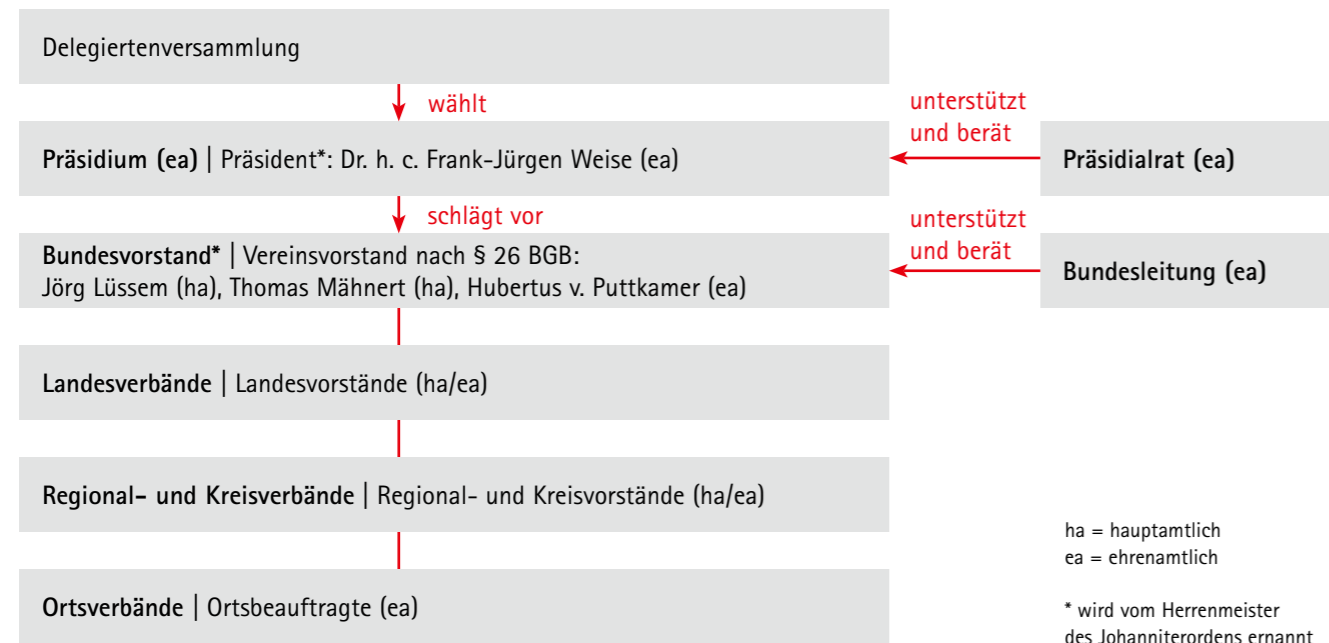 Delegiertenversammlung
wählt
unterstützt
und berät
Präsidium (ea) | Präsident*: Dr. h. c. Frank-Jürgen Weise (ea)
Präsidialrat (ea)
schlägt vor
unterstützt
und berät
Bundesvorstand* | Vereinsvorstand nach § 26 BGB:
Jörg Lüssem (ha), Thomas Mähnert (ha), Hubertus v. Puttkamer (ea)
Bundesleitung (ea)
Landesverbände | Landesvorstände (ha/ea)
Regional- und Kreisverbände | Regional- und Kreisvorstände (ha/ea)
Ortsverbände | Ortsbeauftragte (ea)
ha = hauptamtlich
ea = ehrenamtlich
* wird vom Herrenmeister
des Johanniterordens ernannt